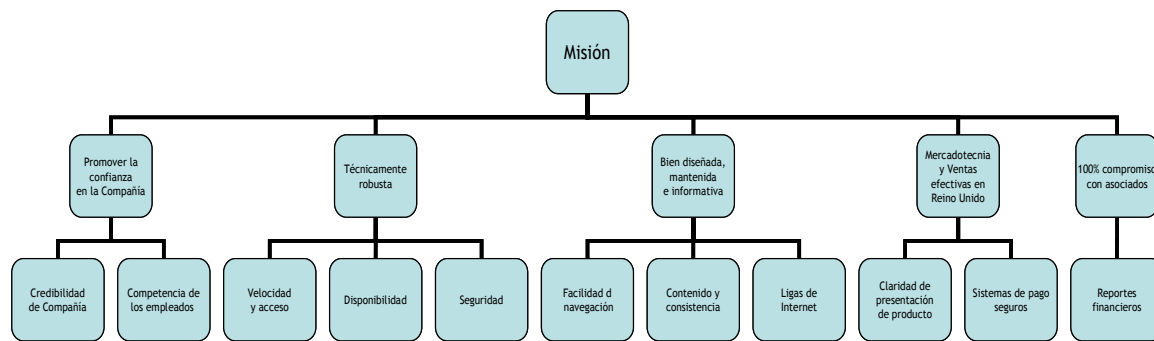 Misión
Promover la
confianza
en la Compañía
Técnicamente
robusta
Bien diseñada,
mantenida
e informativa
Mercadotecnia
y Ventas
efectivas en
Reino Unido
100% compromiso
con asociados
Credibilidad
de Compañía
Competencia de
los empleados
Velocidad
y acceso
Disponibilidad
Seguridad
Facilidad d
navegación
Contenido y
consistencia
Ligas de
Internet
Claridad de
presentación
de producto
Sistemas de pago
seguros
Reportes
financieros